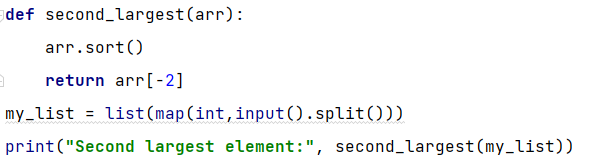 def second_largest(arr):
    arr.sort()
    return arr[-2]
my_list = list(map(int,input().split()))
print("Second largest element:", second_largest(my_list))